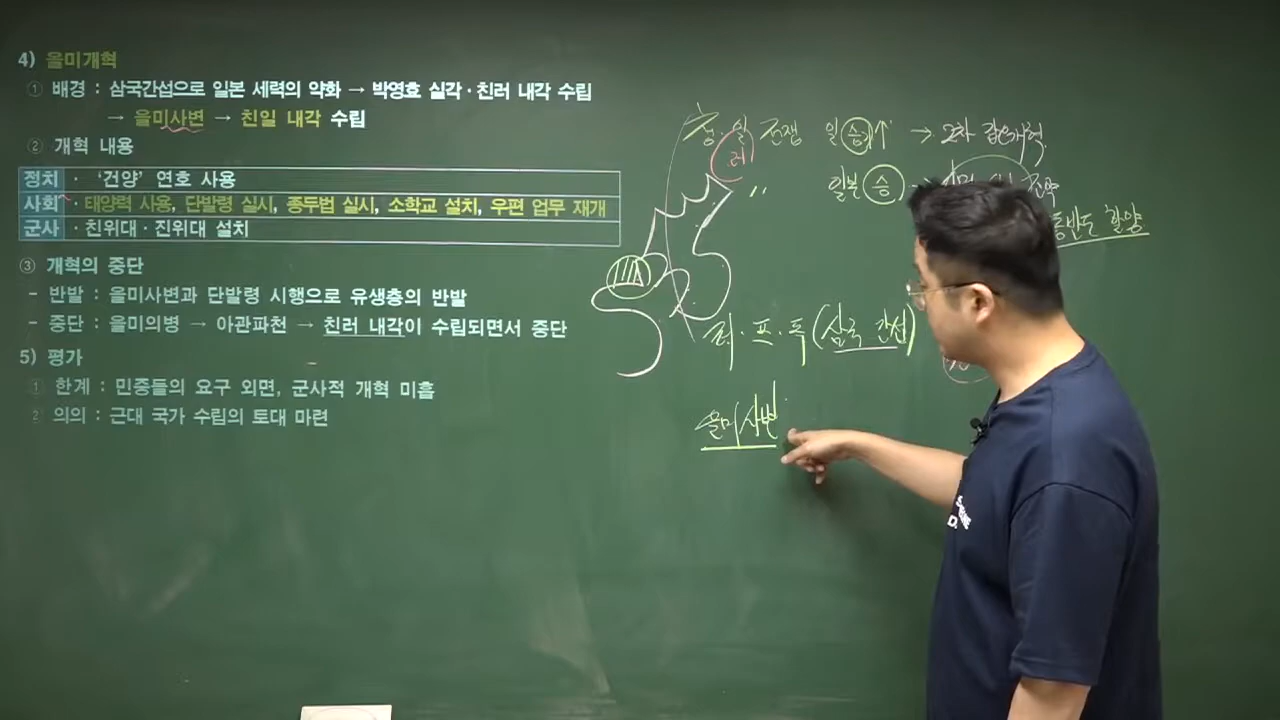 4) 을미개혁
① 배경 : 삼국간섭으로 일본 세력의 약화 → 박영효 실각·친러 내각 수립
→ 을미사변 → 친일 내각 수립
② 개혁 내용
정치 · '건양' 연호 사용
사회 · 태양력 사용, 단발령 실시, 종두법 실시, 소학교 설치, 우편 업무 재개
군사 · 친위대·진위대 설치
③ 개혁의 중단
- 반발 : 을미사변과 단발령 시행으로 유생층의 반발
- 중단 : 을미의병 → 아관파천 → 친러 내각이 수립되면서 중단
5) 평가
① 한계 : 민중들의 요구 외면, 군사적 개혁 미흡
② 의의 : 근대 국가 수립의 토대 마련
청·일 전쟁 일 승 ↑ → 2차 갑오개혁
러
〃 일본 승 조약
반도 할양
러·프·독 (삼국 간섭)
을미사변